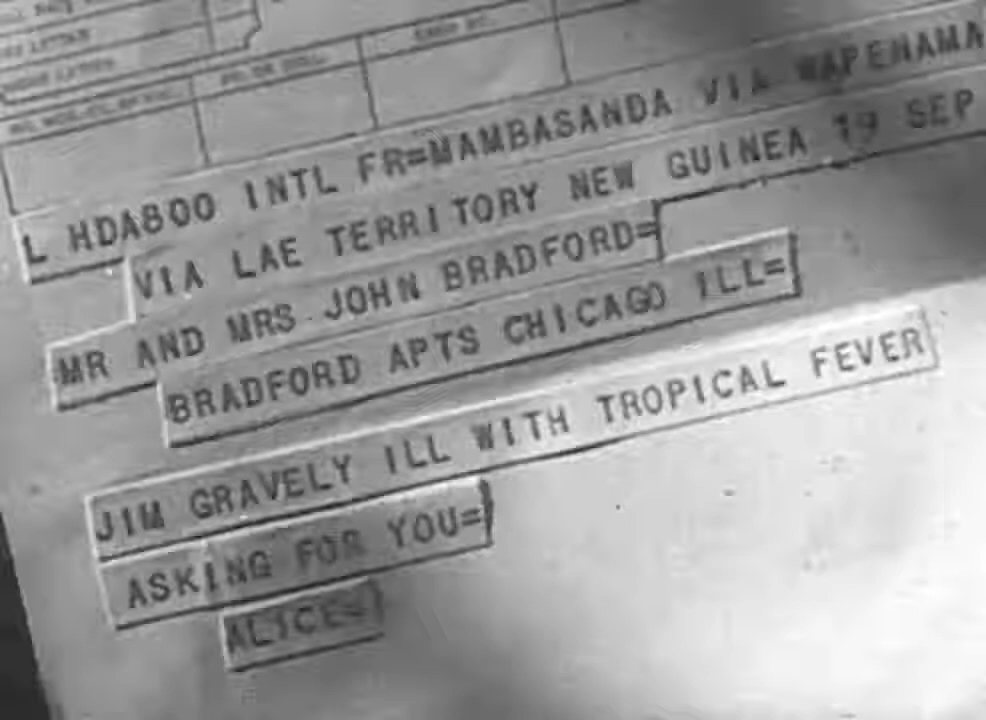 L HDA800 INTL FR=MAMBASANDA VIA WAPENAMA
VIA LAE TERRITORY NEW GUINEA 19 SEP
MR AND MRS JOHN BRADFORD=
BRADFORD APTS CHICAGO ILL=
JIM GRAVELY ILL WITH TROPICAL FEVER
ASKING FOR YOU=
ALICE=